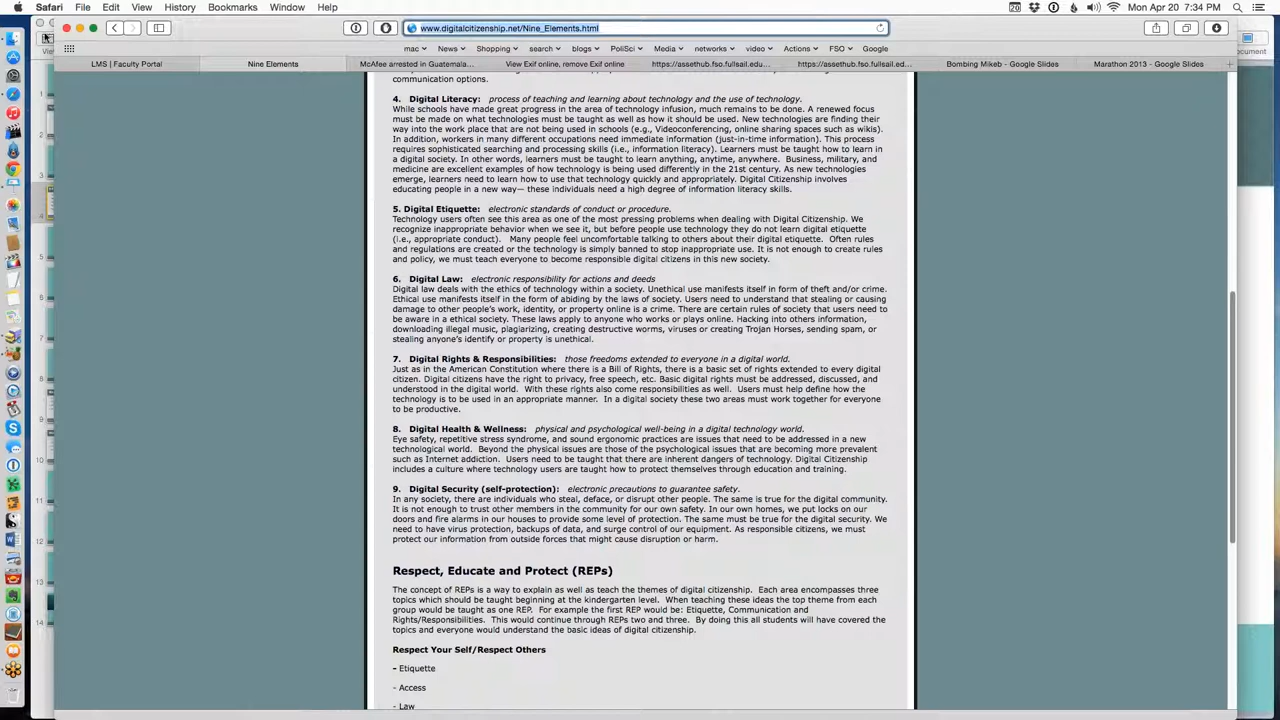 Safari File Edit View History Bookmarks Window Help
Mon Apr 20 7:34 PM
www.digitalcitizenship.net/Nine_Elements.html
mac News Shopping search blogs PoliSci Media networks video Actions FSO Google
LMS | Faculty Portal
Nine Elements
McAfee arrested in Guatemala...
View Exif online, remove Exif online
https://assethub.fso.fullsail.edu...
https://assethub.fso.fullsail.ed...
Bombing Mikeb - Google Slides
Marathon 2013 - Google Slides
communication options.
4. Digital Literacy: process of teaching and learning about technology and the use of technology.
While schools have made great progress in the area of technology infusion, much remains to be done. A renewed focus
must be made on what technologies must be taught as well as how it should be used. New technologies are finding their
way into the work place that are not being used in schools (e.g., Videoconferencing, online sharing spaces such as wikis).
In addition, workers in many different occupations need immediate information (just-in-time information). This process
requires sophisticated searching and processing skills (i.e., information literacy). Learners must be taught how to learn in
a digital society. In other words, learners must be taught to learn anything, anytime, anywhere. Business, military, and
medicine are excellent examples of how technology is being used differently in the 21st century. As new technologies
emerge, learners need to learn how to use that technology quickly and appropriately. Digital Citizenship involves
educating people in a new way— these individuals need a high degree of information literacy skills.
5. Digital Etiquette: electronic standards of conduct or procedure.
Technology users often see this area as one of the most pressing problems when dealing with Digital Citizenship. We
recognize inappropriate behavior when we see it, but before people use technology they do not learn digital etiquette
(i.e., appropriate conduct). Many people feel uncomfortable talking to others about their digital etiquette. Often rules
and regulations are created or the technology is simply banned to stop inappropriate use. It is not enough to create rules
and policy, we must teach everyone to become responsible digital citizens in this new society.
6. Digital Law: electronic responsibility for actions and deeds
Digital law deals with the ethics of technology within a society. Unethical use manifests itself in form of theft and/or crime.
Ethical use manifests itself in the form of abiding by the laws of society. Users need to understand that stealing or causing
damage to other people's work, identity, or property online is a crime. There are certain rules of society that users need to
be aware in a ethical society. These laws apply to anyone who works or plays online. Hacking into others information,
downloading illegal music, plagiarizing, creating destructive worms, viruses or creating Trojan Horses, sending spam, or
stealing anyone's identify or property is unethical.
7. Digital Rights & Responsibilities: those freedoms extended to everyone in a digital world.
Just as in the American Constitution where there is a Bill of Rights, there is a basic set of rights extended to every digital
citizen. Digital citizens have the right to privacy, free speech, etc. Basic digital rights must be addressed, discussed, and
understood in the digital world. With these rights also come responsibilities as well. Users must help define how the
technology is to be used in an appropriate manner. In a digital society these two areas must work together for everyone
to be productive.
8. Digital Health & Wellness: physical and psychological well-being in a digital technology world.
Eye safety, repetitive stress syndrome, and sound ergonomic practices are issues that need to be addressed in a new
technological world. Beyond the physical issues are those of the psychological issues that are becoming more prevalent
such as Internet addiction. Users need to be taught that there are inherent dangers of technology. Digital Citizenship
includes a culture where technology users are taught how to protect themselves through education and training.
9. Digital Security (self-protection): electronic precautions to guarantee safety.
In any society, there are individuals who steal, deface, or disrupt other people. The same is true for the digital community.
It is not enough to trust other members in the community for our own safety. In our own homes, we put locks on our
doors and fire alarms in our houses to provide some level of protection. The same must be true for the digital security. We
need to have virus protection, backups of data, and surge control of our equipment. As responsible citizens, we must
protect our information from outside forces that might cause disruption or harm.
Respect, Educate and Protect (REPs)
The concept of REPs is a way to explain as well as teach the themes of digital citizenship. Each area encompasses three
topics which should be taught beginning at the kindergarten level. When teaching these ideas the top theme from each
group would be taught as one REP. For example the first REP would be: Etiquette, Communication and
Rights/Responsibilities. This would continue through REPs two and three. By doing this all students will have covered the
topics and everyone would understand the basic ideas of digital citizenship.
Respect Your Self/Respect Others
- Etiquette
- Access
- Law